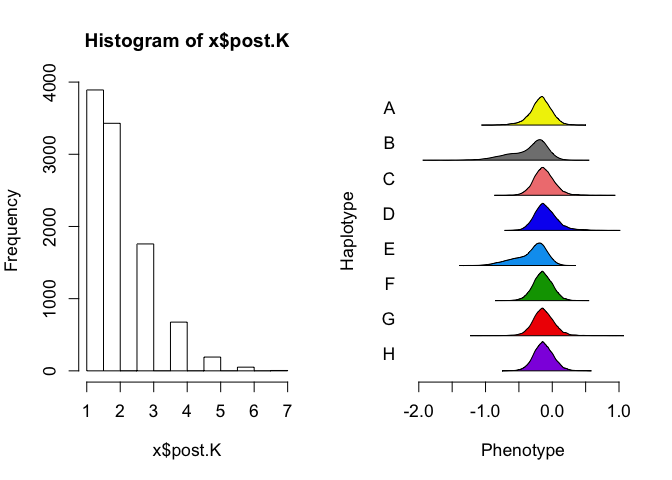 Histogram of x$post.K
Frequency
4000
3000
2000
1000
0
1 2 3 4 5 6 7
x$post.K
Haplotype
A
B
C
D
E
F
G
H
-2.0 -1.0 0.0 1.0
Phenotype